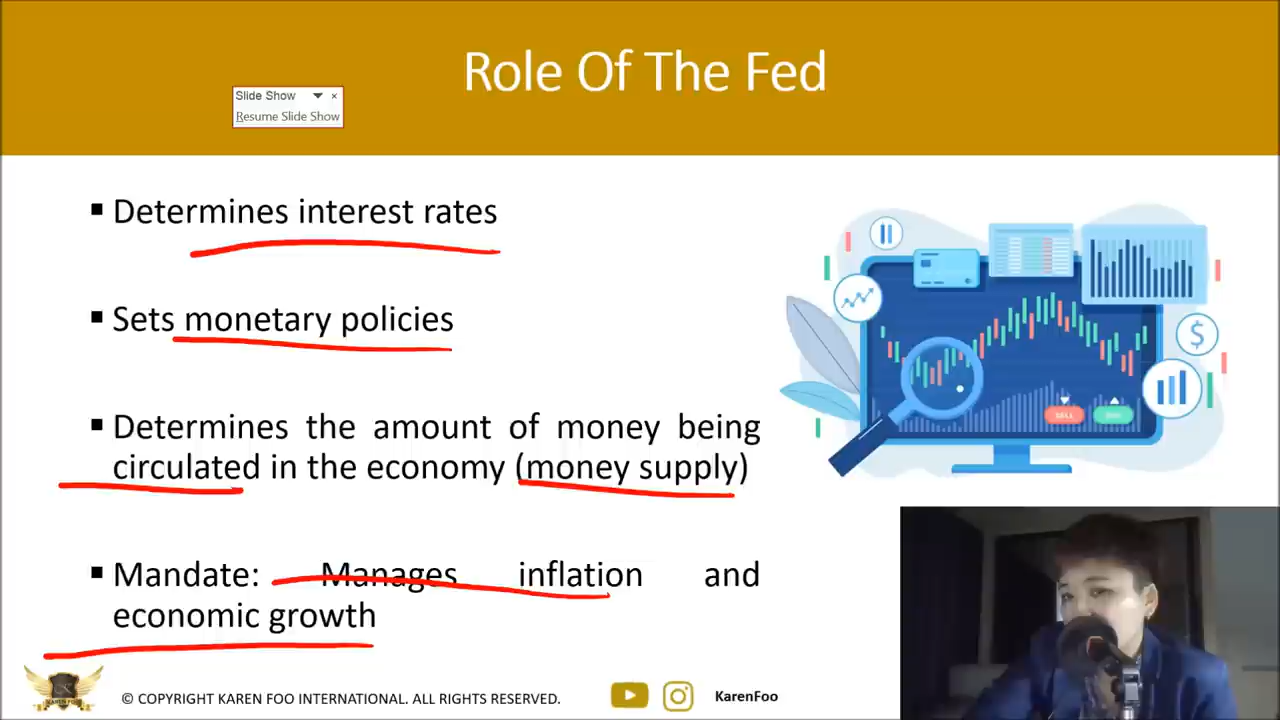 Role Of The Fed
Slide Show
Resume Slide Show
▪ Determines interest rates
▪ Sets monetary policies
▪ Determines the amount of money being
circulated in the economy (money supply)
▪ Mandate: Manages inflation and
economic growth
$
SELL
© COPYRIGHT KAREN FOO INTERNATIONAL. ALL RIGHTS RESERVED.
KarenFoo